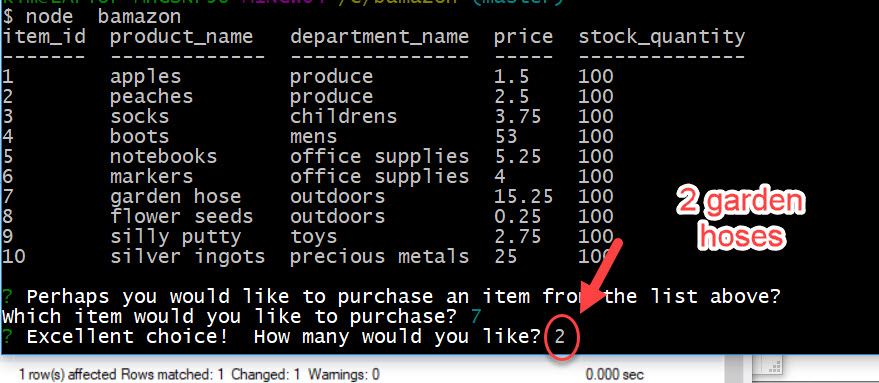 $ node  bamazon
item_id  product_name   department_name  price  stock_quantity
-------  -------------  ---------------  -----  --------------
1        apples         produce          1.5    100
2        peaches        produce          2.5    100
3        socks          childrens        3.75   100
4        boots          mens             53     100
5        notebooks      office supplies  5.25   100
6        markers        office supplies  4      100
7        garden hose    outdoors         15.25  100
8        flower seeds   outdoors         0.25   100
9        silly putty    toys             2.75   100
10       silver ingots  precious metals  25     100
2 garden
hoses
? Perhaps you would like to purchase an item from the list above?
Which item would you like to purchase? 7
? Excellent choice!  How many would you like? 2
1 row(s) affected Rows matched: 1  Changed: 1  Warnings: 0    0.000 sec